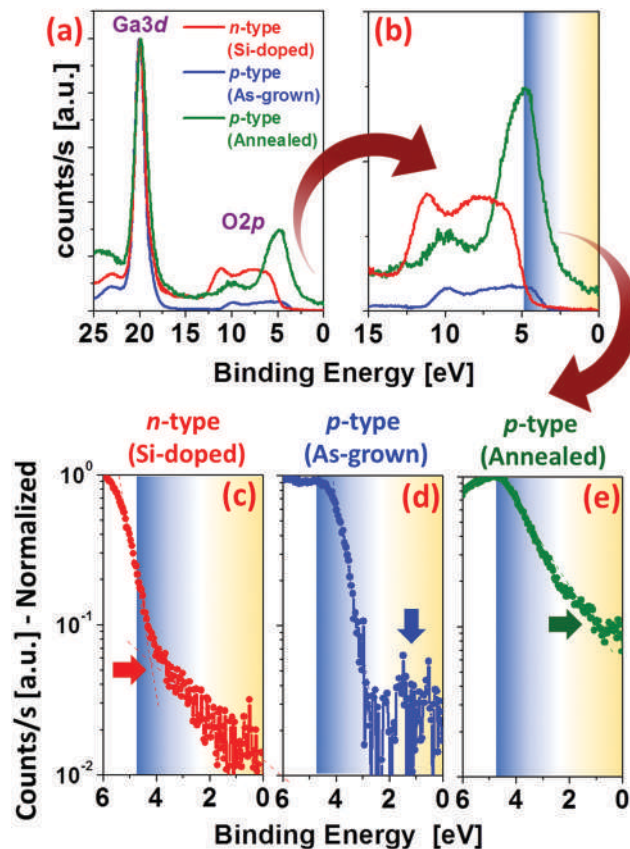 (a)
Ga3d
n-type
(Si-doped)
p-type
(As-grown)
p-type
(Annealed)
O2p
counts/s [a.u.]
25 20 15 10 5 0
(b)
15 10 5 0
Binding Energy [eV]
n-type
(Si-doped)
p-type
(As-grown)
p-type
(Annealed)
Counts/s [a.u.] - Normalized
10⁰
10⁻¹
10⁻²
(c)
(d)
(e)
6 4 2 0
6 4 2 0
6 4 2 0
Binding Energy [eV]